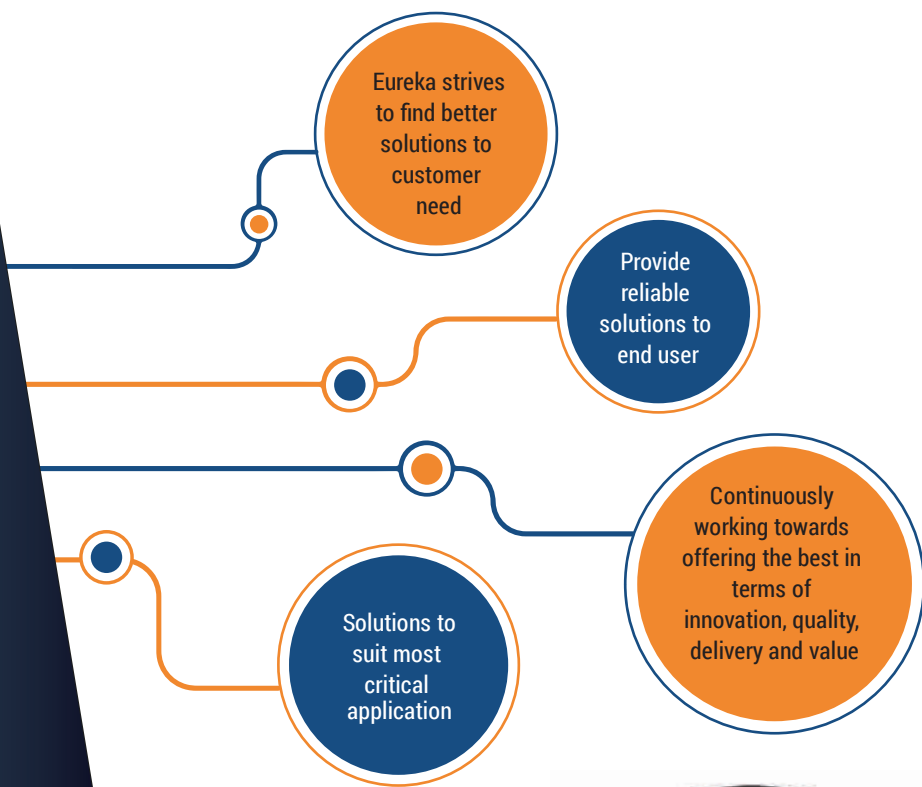 Eureka strives
to find better
solutions to
customer
need
Provide
reliable
solutions to
end user
Continuously
working towards
offering the best in
terms of
innovation, quality,
delivery and value
Solutions to
suit most
critical
application